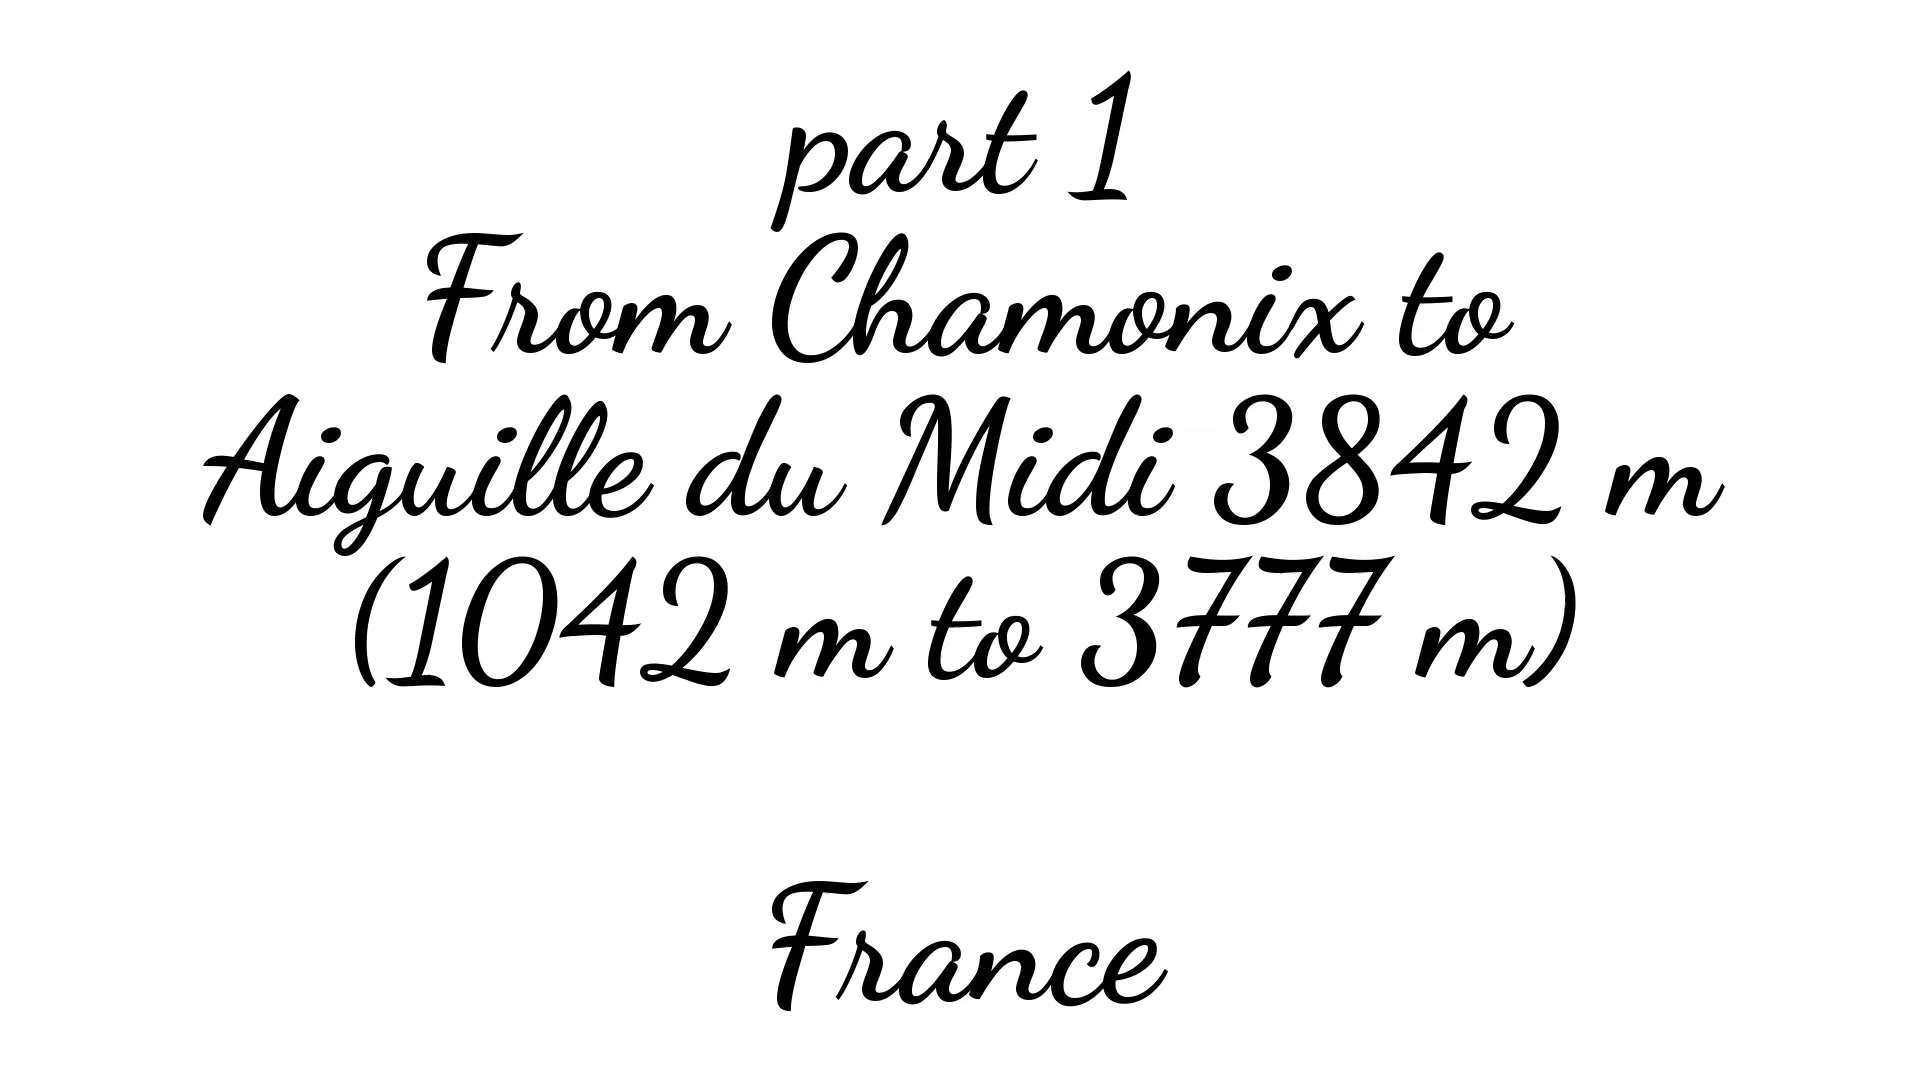 part 1
From Chamonix to
Aiguille du Midi 3842 m
(1042 m to 3777 m)
France